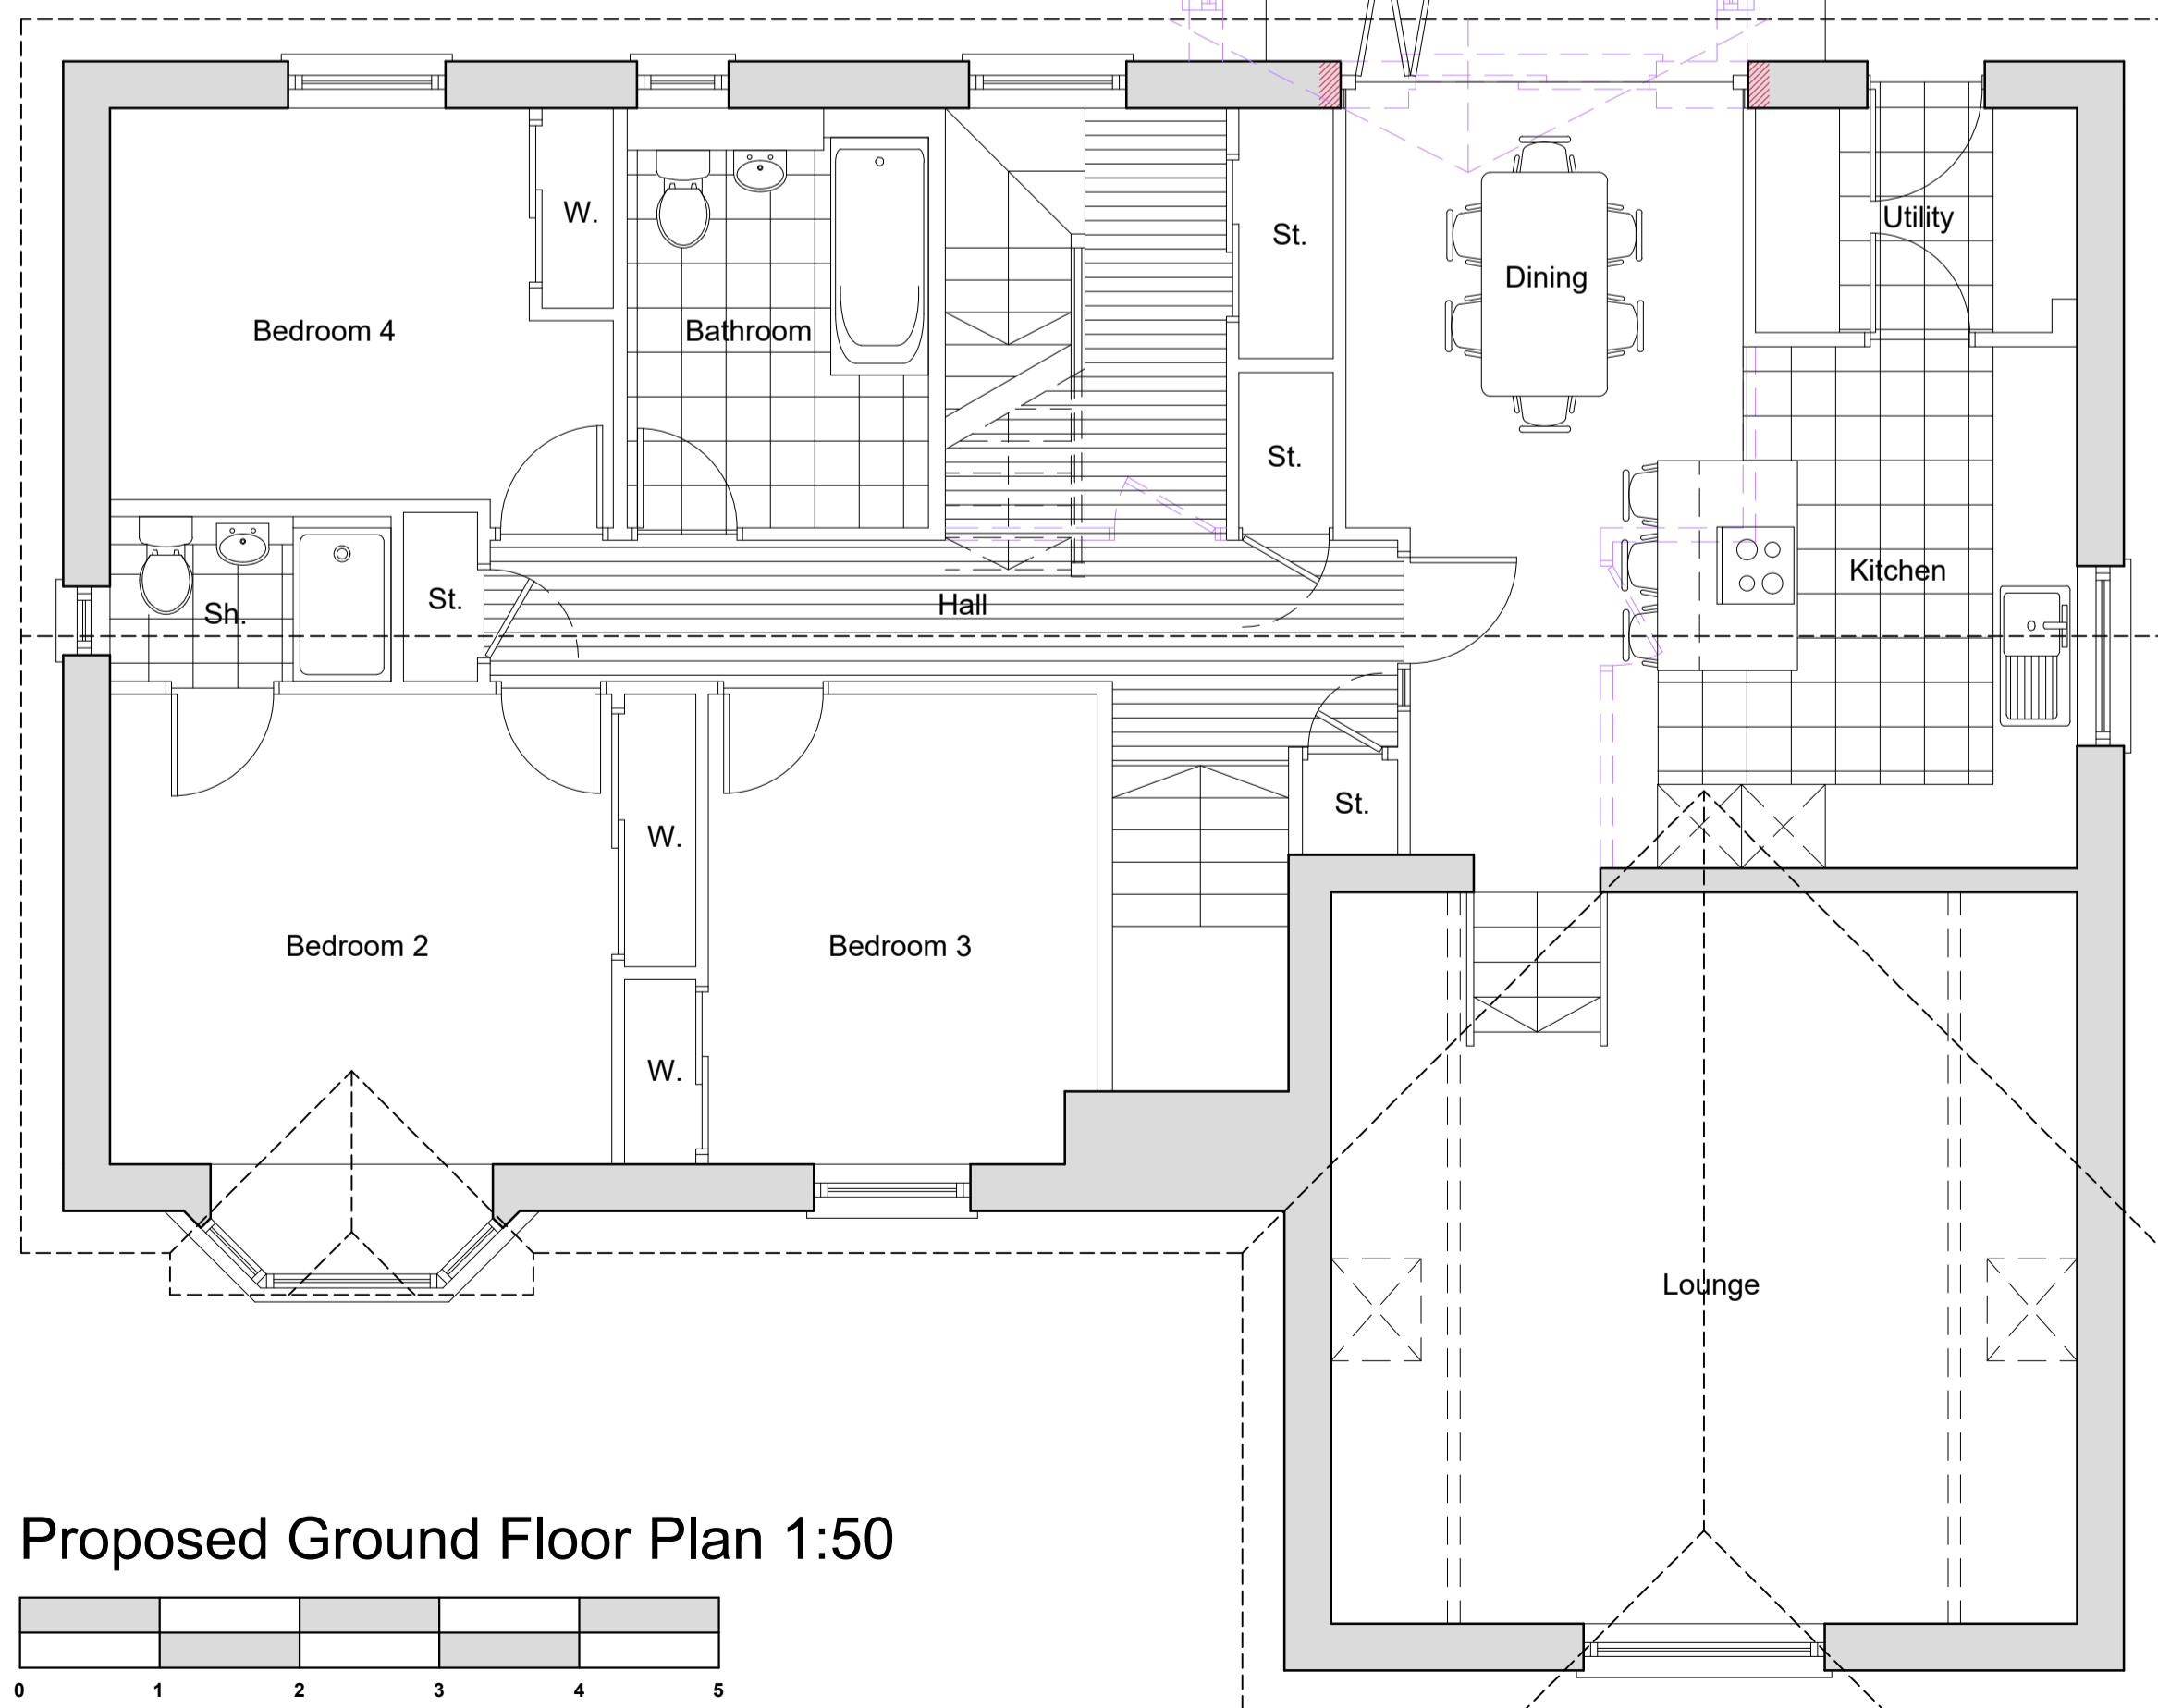 W.
St.
Utility
Dining
Bedroom 4
Bathroom
St.
Kitchen
St.
Hall
Sh.
St.
W.
Bedroom 2
Bedroom 3
W.
Lounge
Proposed Ground Floor Plan 1:50
0 1 2 3 4 5